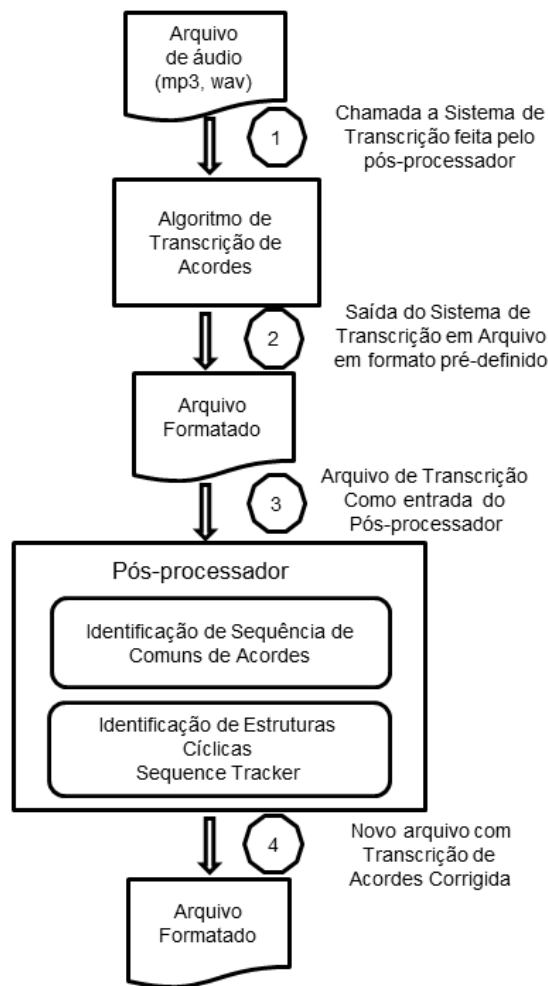 Arquivo
de áudio
(mp3, wav)
1
Chamada a Sistema de
Transcrição feita pelo
pós-processador
Algoritmo de
Transcrição de
Acordes
2
Saída do Sistema de
Transcrição em Arquivo
em formato pré-definido
Arquivo
Formatado
3
Arquivo de Transcrição
Como entrada do
Pós-processador
Pós-processador
Identificação de Sequência de
Comuns de Acordes
Identificação de Estruturas
Cíclicas
Sequence Tracker
4
Novo arquivo com
Transcrição de
Acordes Corrigida
Arquivo
Formatado